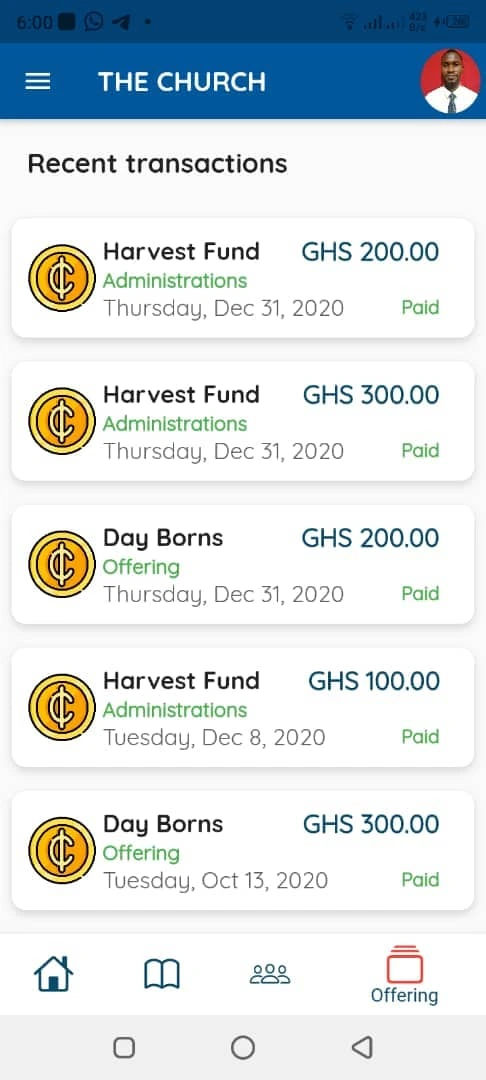 6:00
THE CHURCH
Recent transactions
Harvest Fund GHS 200.00
Administrations
Thursday, Dec 31, 2020 Paid
Harvest Fund GHS 300.00
Administrations
Thursday, Dec 31, 2020 Paid
Day Borns GHS 200.00
Offering
Thursday, Dec 31, 2020 Paid
Harvest Fund GHS 100.00
Administrations
Tuesday, Dec 8, 2020 Paid
Day Borns GHS 300.00
Offering
Tuesday, Oct 13, 2020 Paid
Offering